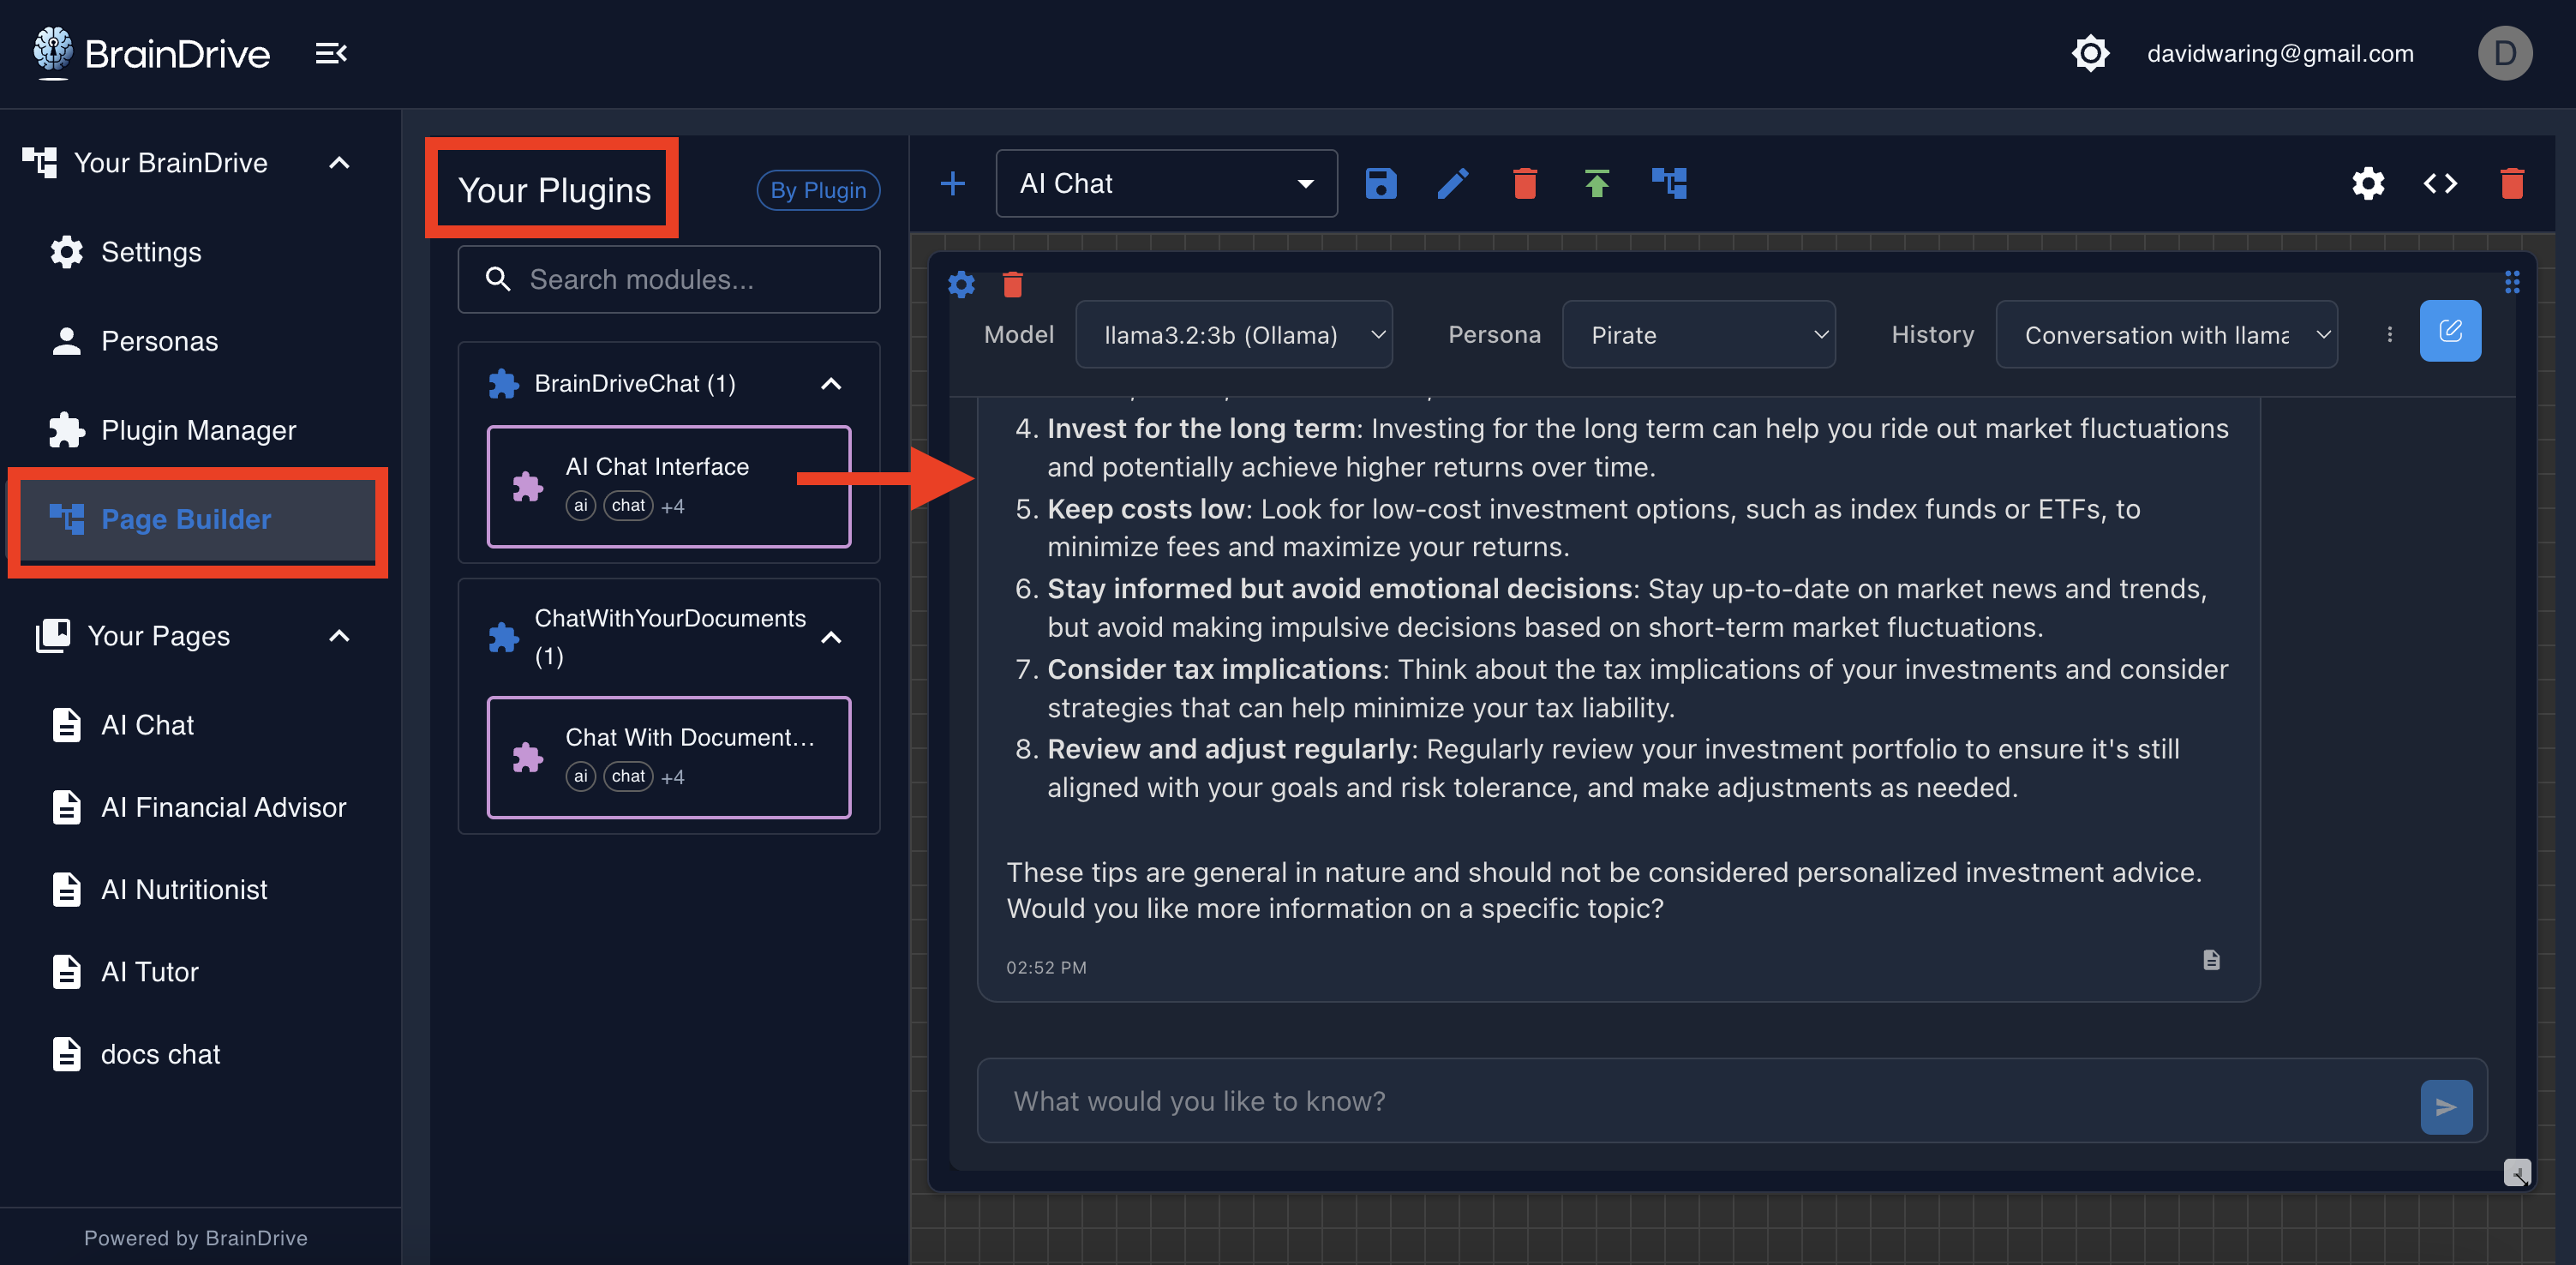 BrainDrive
davidwaring@gmail.com
D
Your BrainDrive
Settings
Personas
Plugin Manager
Page Builder
Your Pages
AI Chat
AI Financial Advisor
AI Nutritionist
AI Tutor
docs chat
Powered by BrainDrive
Your Plugins
By Plugin
Search modules...
BrainDriveChat (1)
AI Chat Interface
ai chat +4
ChatWithYourDocuments
(1)
Chat With Document...
ai chat +4
AI Chat
Model llama3.2:3b (Ollama) Persona Pirate History Conversation with llama
4. Invest for the long term: Investing for the long term can help you ride out market fluctuations
and potentially achieve higher returns over time.
5. Keep costs low: Look for low-cost investment options, such as index funds or ETFs, to
minimize fees and maximize your returns.
6. Stay informed but avoid emotional decisions: Stay up-to-date on market news and trends,
but avoid making impulsive decisions based on short-term market fluctuations.
7. Consider tax implications: Think about the tax implications of your investments and consider
strategies that can help minimize your tax liability.
8. Review and adjust regularly: Regularly review your investment portfolio to ensure it's still
aligned with your goals and risk tolerance, and make adjustments as needed.
These tips are general in nature and should not be considered personalized investment advice.
Would you like more information on a specific topic?
02:52 PM
What would you like to know?